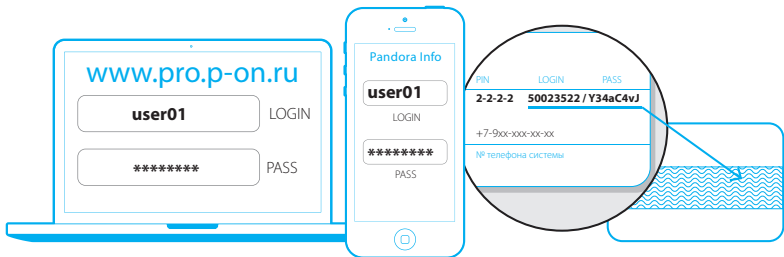 www.pro.p-on.ru
user01 LOGIN
******** PASS
Pandora Info
user01
LOGIN
********
PASS
PIN LOGIN PASS
2-2-2-2 50023522 / Y34aC4vJ
+7-9xx-xxx-xx-xx
№ телефона системы